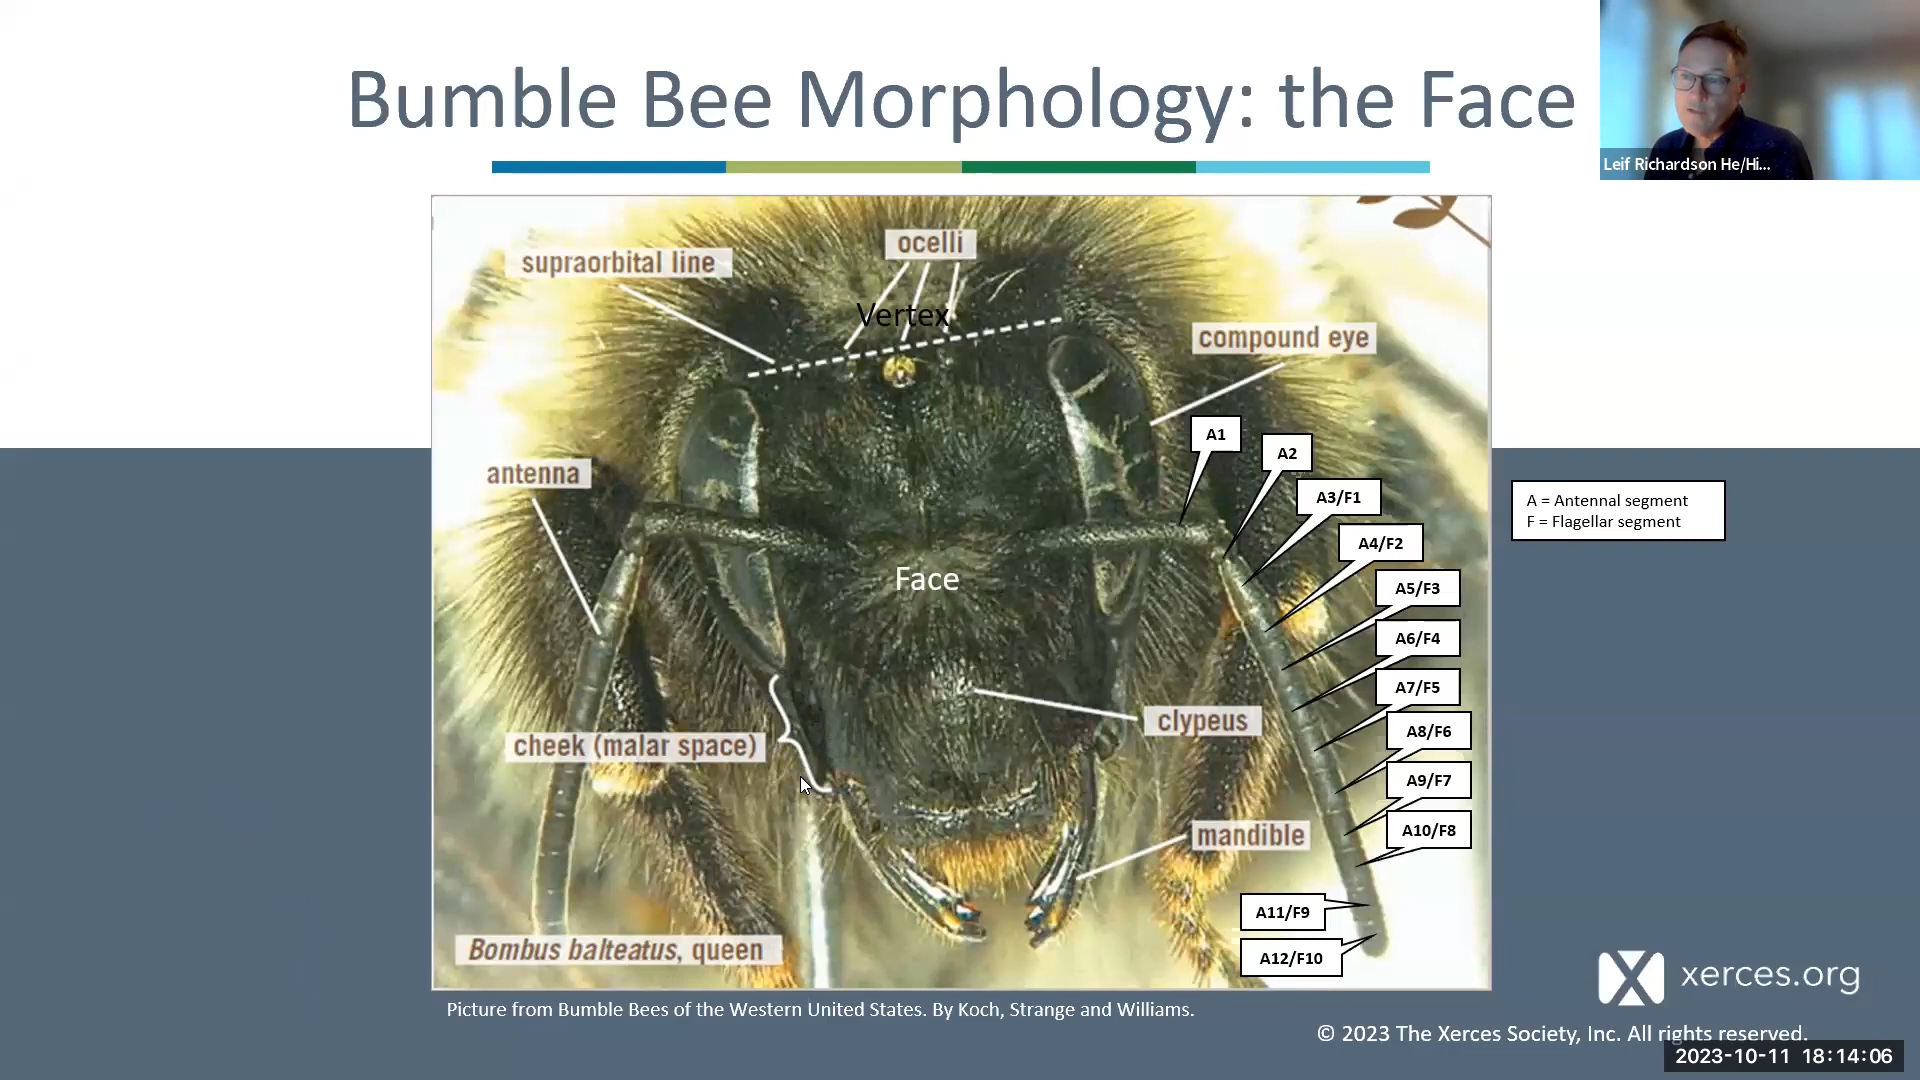 Bumble Bee Morphology: the Face
Leif Richardson He/Hi...
ocelli
supraorbital line
Vertex
compound eye
A1
A2
antenna
A3/F1
A = Antennal segment
F = Flagellar segment
A4/F2
Face
A5/F3
A6/F4
A7/F5
clypeus
A8/F6
cheek (malar space)
A9/F7
mandible
A10/F8
A11/F9
Bombus balteatus, queen
A12/F10
xerces.org
Picture from Bumble Bees of the Western United States. By Koch, Strange and Williams.
© 2023 The Xerces Society, Inc. All rights reserved.
2023-10-11 18:14:06